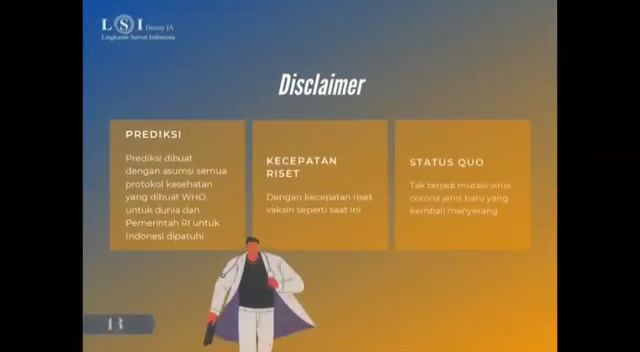 LSI Denny JA
Lingkaran Survei Indonesia
Disclaimer
PREDIKSI
Prediksi dibuat
dengan asumsi semua
protokol kesehatan
yang dibuat WHO
untuk dunia dan
Pemerintah RI untuk
Indonesi dipatuhi
KECEPATAN
RISET
Dengan kecepatan riset
vaksin seperti saat ini
STATUS QUO
Tak terjadi mutasi virus
corona jenis baru yang
kembali menyerang
13